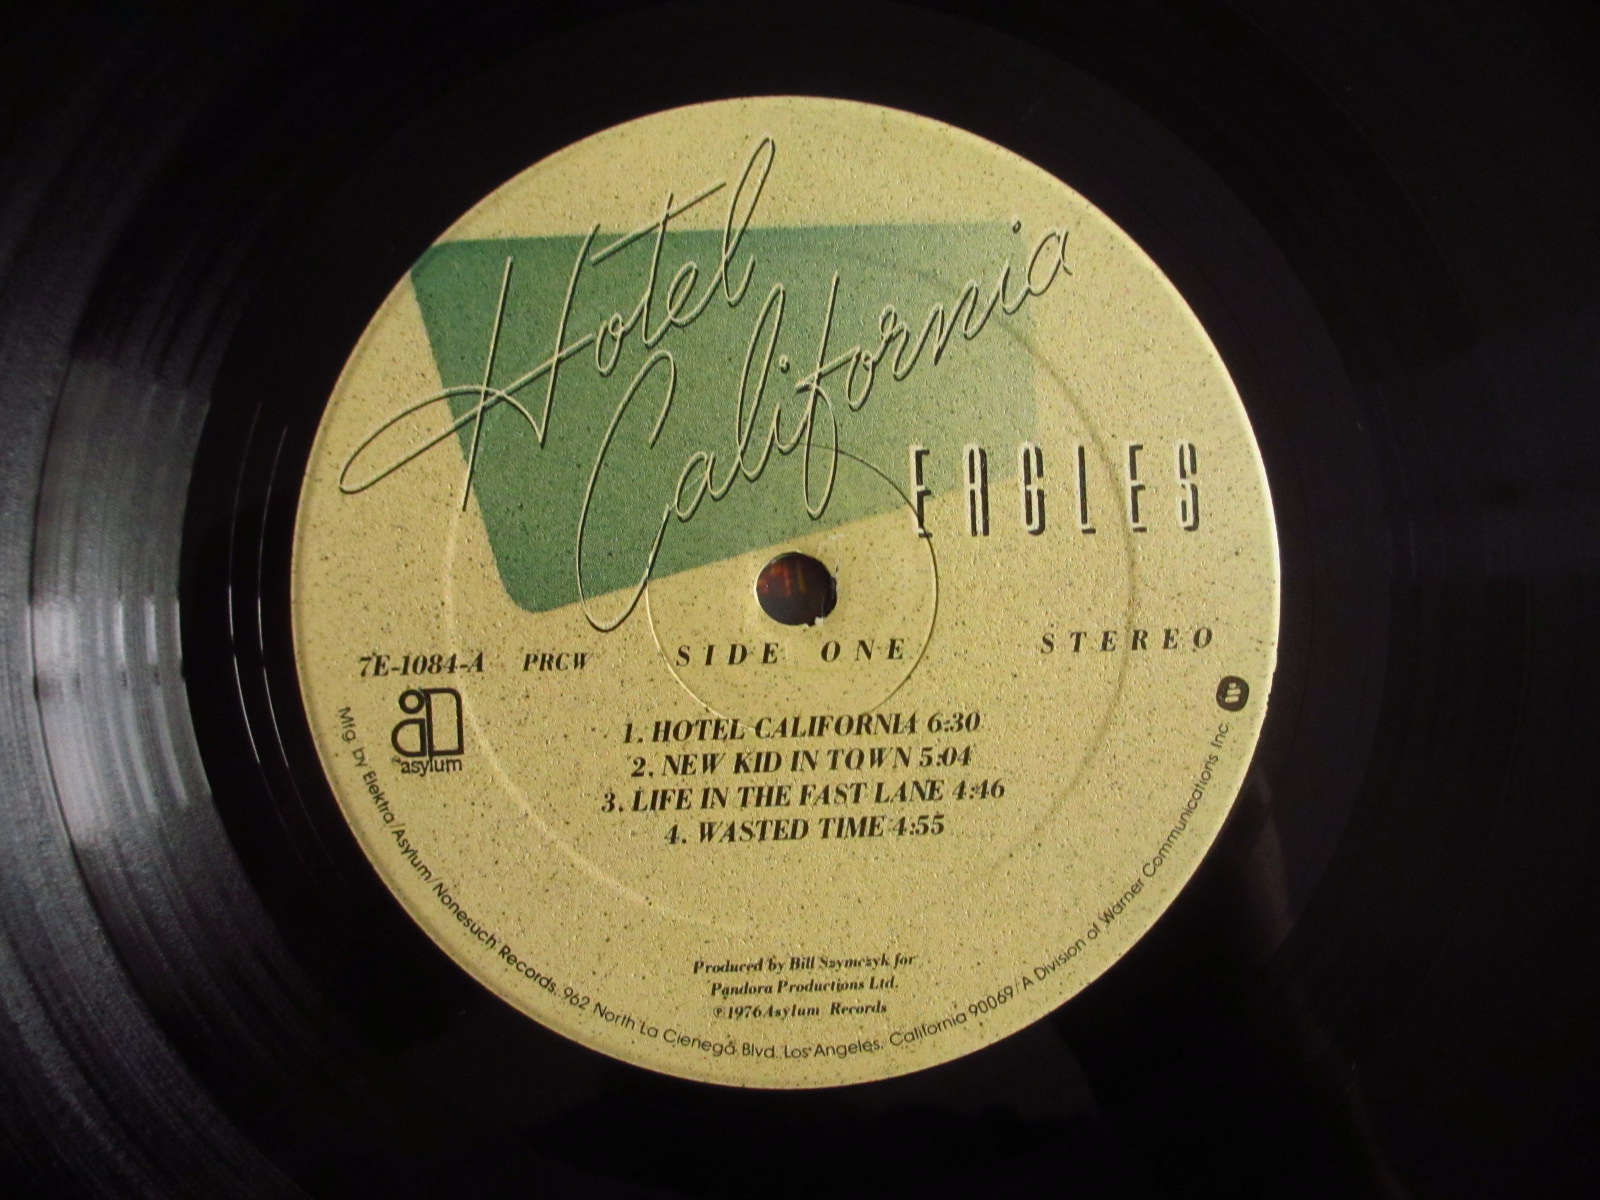 Hotel
California
EAGLES
STEREO
7E-1084-A PRCW SIDE ONE
asylum
1. HOTEL CALIFORNIA 6:30
2. NEW KID IN TOWN 5:04
3. LIFE IN THE FAST LANE 4:46
4. WASTED TIME 4:55
Produced by Bill Szymczyk for
Pandora Productions Ltd.
℗ 1976 Asylum Records
Mfg. by Elektra/Asylum/Nonesuch Records, 962 North La Cienega Blvd. Los Angeles, California 90069/A Division of Warner Communications Inc.